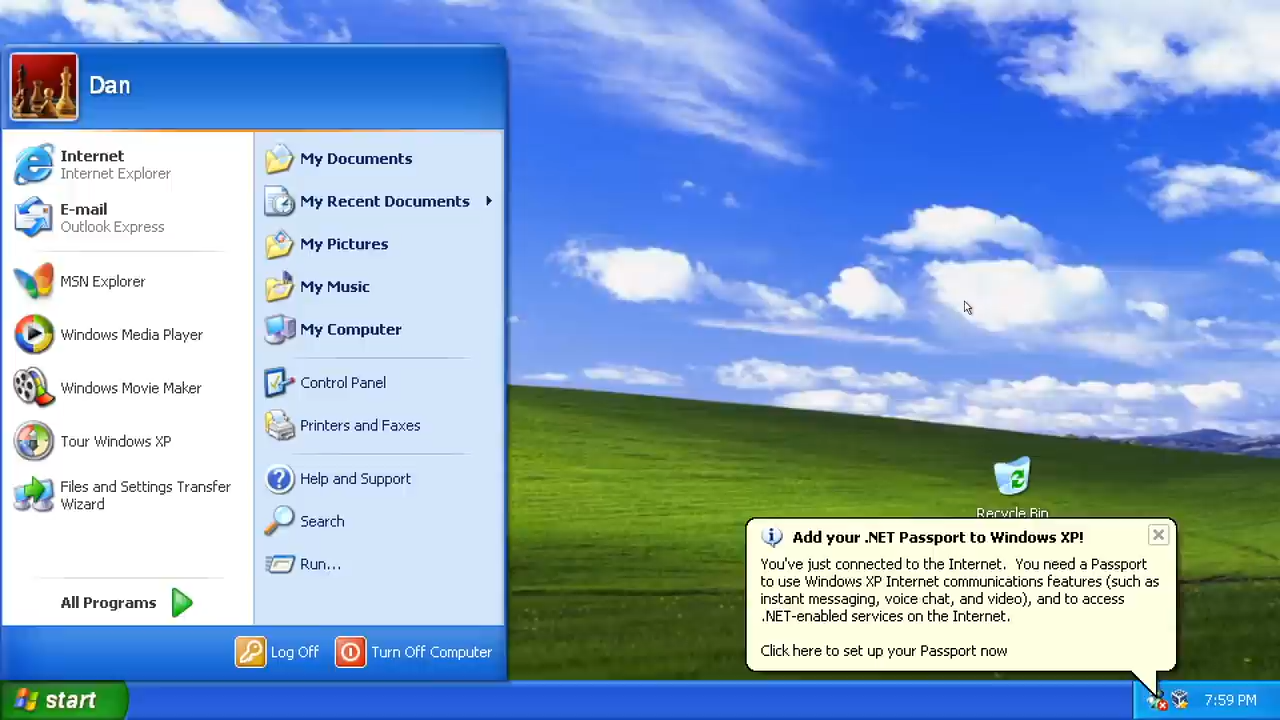 Dan
Internet
Internet Explorer
E-mail
Outlook Express
MSN Explorer
Windows Media Player
Windows Movie Maker
Tour Windows XP
Files and Settings Transfer
Wizard
All Programs
My Documents
My Recent Documents
My Pictures
My Music
My Computer
Control Panel
Printers and Faxes
Help and Support
Search
Run...
Log Off
Turn Off Computer
Recycle Bin
Add your .NET Passport to Windows XP!
You've just connected to the Internet. You need a Passport
to use Windows XP Internet communications features (such as
instant messaging, voice chat, and video), and to access
.NET-enabled services on the Internet.
Click here to set up your Passport now
start
7:59 PM